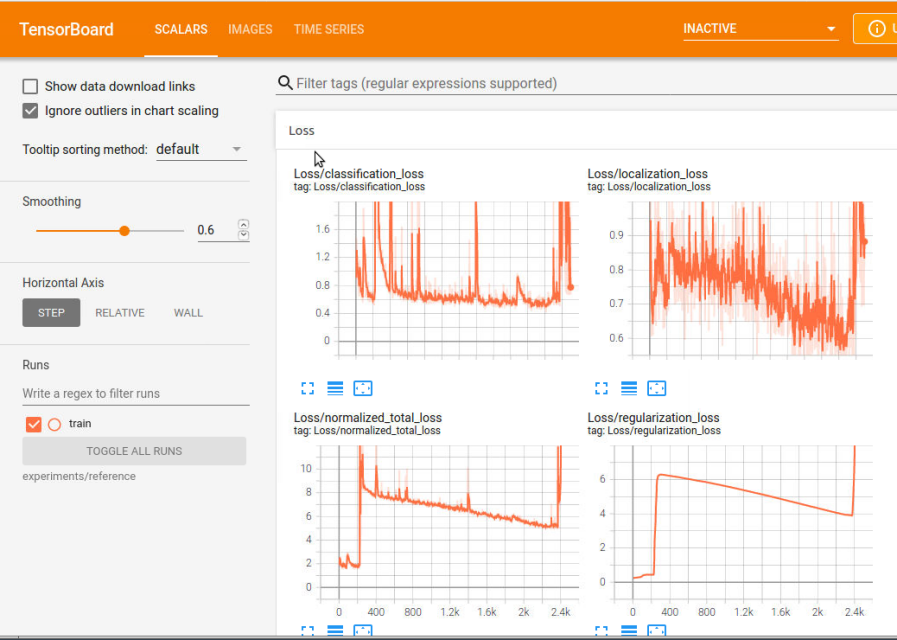 TensorBoard SCALARS IMAGES TIME SERIES INACTIVE
Show data download links
Ignore outliers in chart scaling
Tooltip sorting method: default
Smoothing
0.6
Horizontal Axis
STEP RELATIVE WALL
Runs
Write a regex to filter runs
train
TOGGLE ALL RUNS
experiments/reference
Filter tags (regular expressions supported)
Loss
Loss/classification_loss
tag: Loss/classification_loss
1.6
1.2
0.8
0.4
0
Loss/localization_loss
tag: Loss/localization_loss
0.9
0.8
0.7
0.6
Loss/normalized_total_loss
tag: Loss/normalized_total_loss
10
8
6
4
2
0
0 400 800 1.2k 1.6k 2k 2.4k
Loss/regularization_loss
tag: Loss/regularization_loss
6
4
2
0
0 400 800 1.2k 1.6k 2k 2.4k